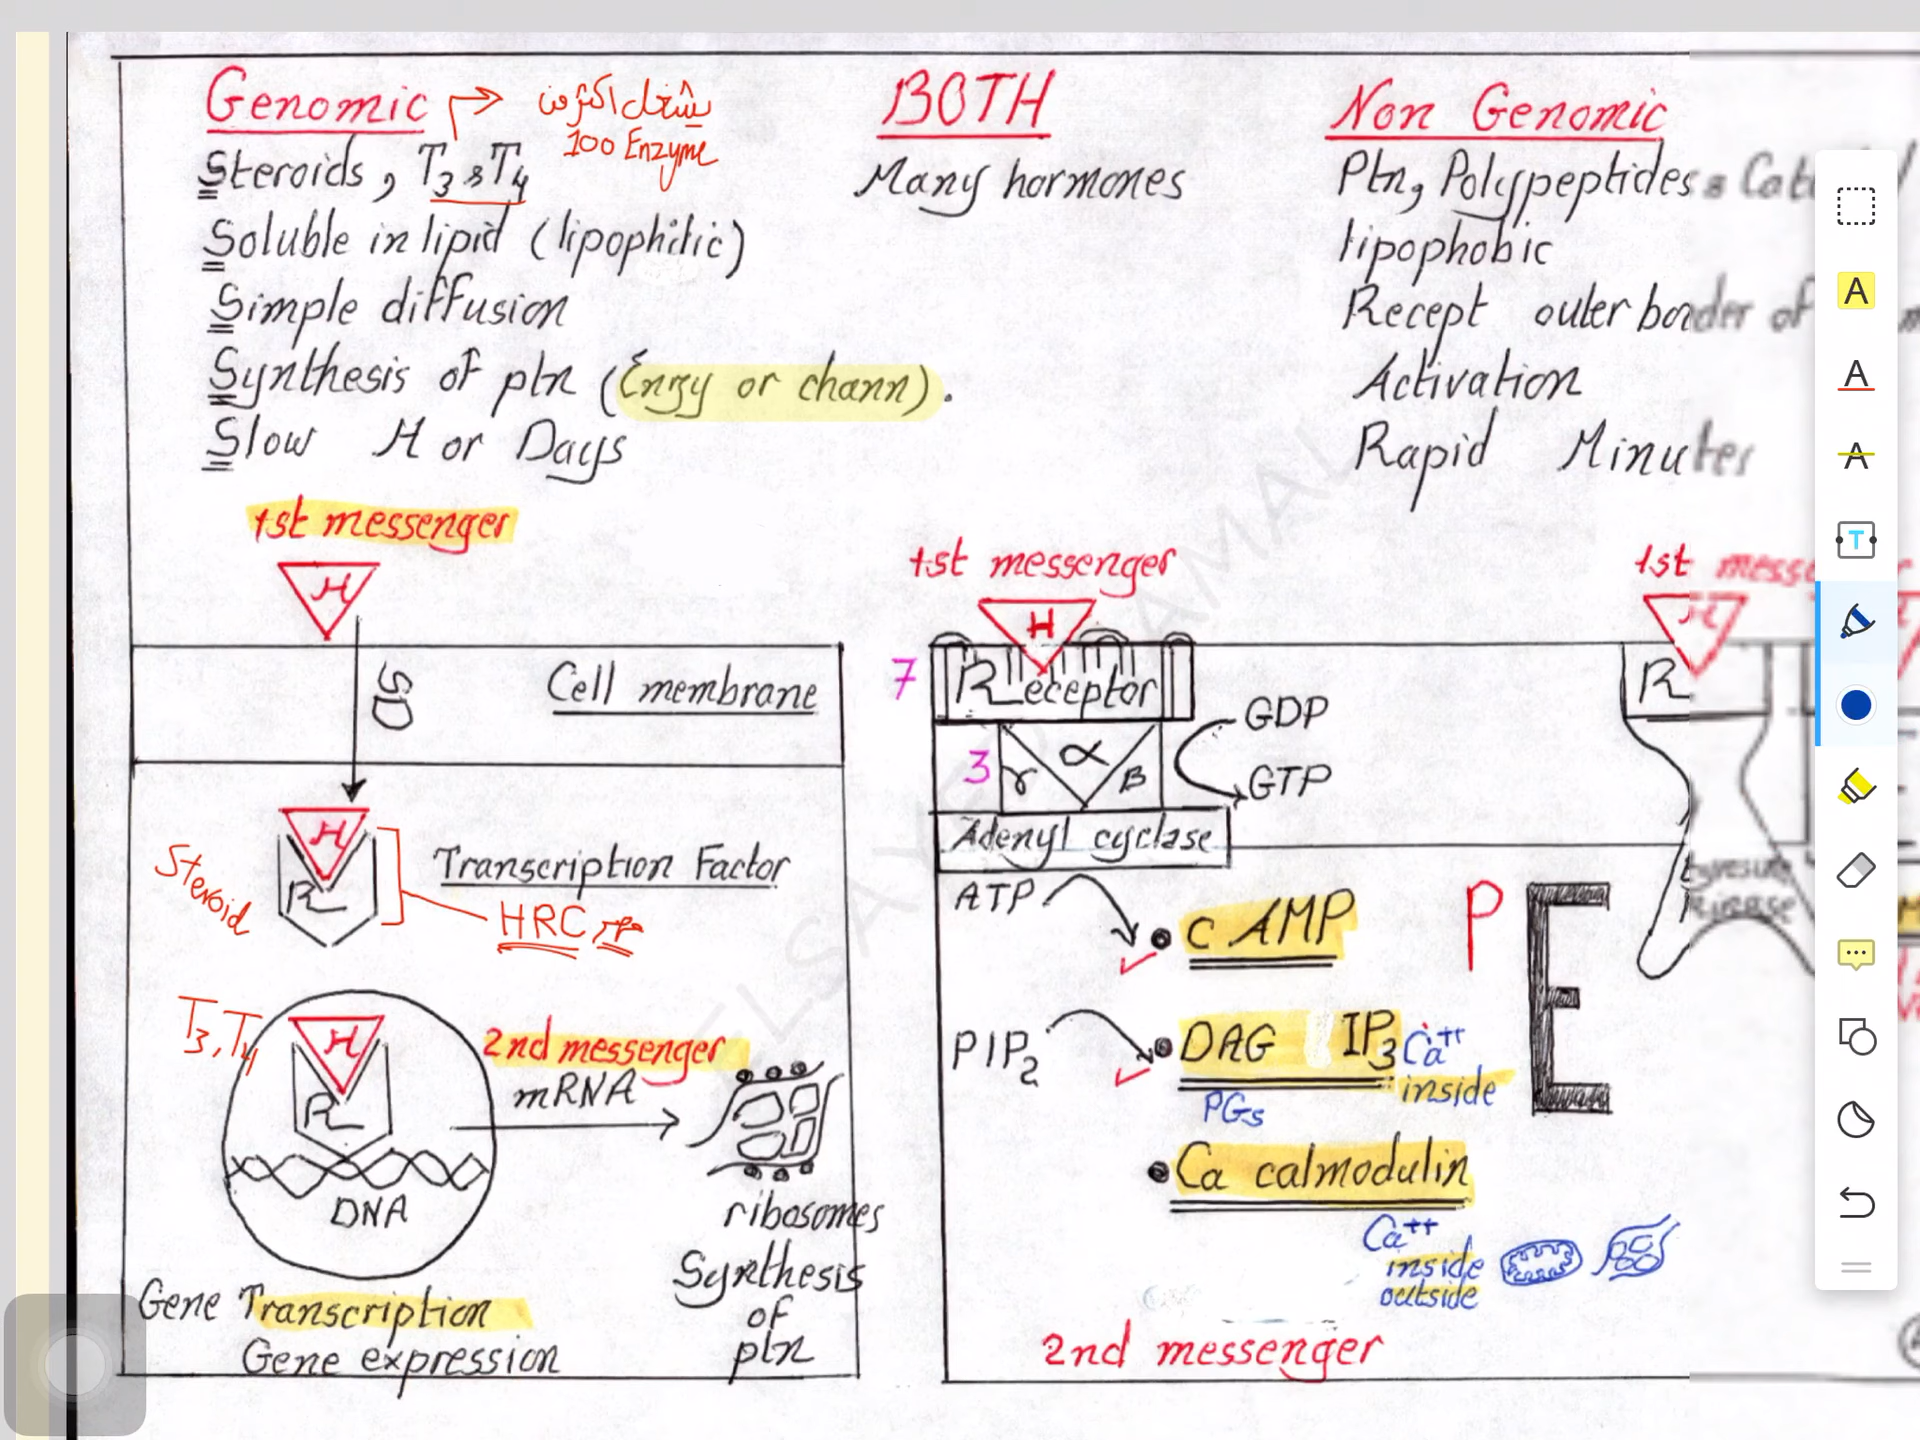 Genomic
يشغل اكتر من
100 Enzyme
Steroids, T3 & T4
Soluble in lipid (lipophilic)
Simple diffusion
Synthesis of ptn (Enzy or chann).
Slow H or Days
BOTH
Many hormones
Non Genomic
Ptn, Polypeptides &
lipophobic
Recept outer border of
Activation
Rapid Minutes
1st messenger
H
SD
Cell membrane
H
R
Steroid
Transcription Factor
HRC
T3, T4
H
R
DNA
2nd messenger
mRNA
ribosomes
Synthesis
of
ptn
Gene Transcription
Gene expression
1st messenger
H
7
Receptor
3
γ α B
GDP
GTP
Adenyl cyclase
ATP
• c AMP
PIP2
• DAG IP3 Ca++
inside
PGs
• Ca calmodulin
Ca++
inside
outside
2nd messenger
P
E
1st
H
R
ELSAYED
A
A
A
T